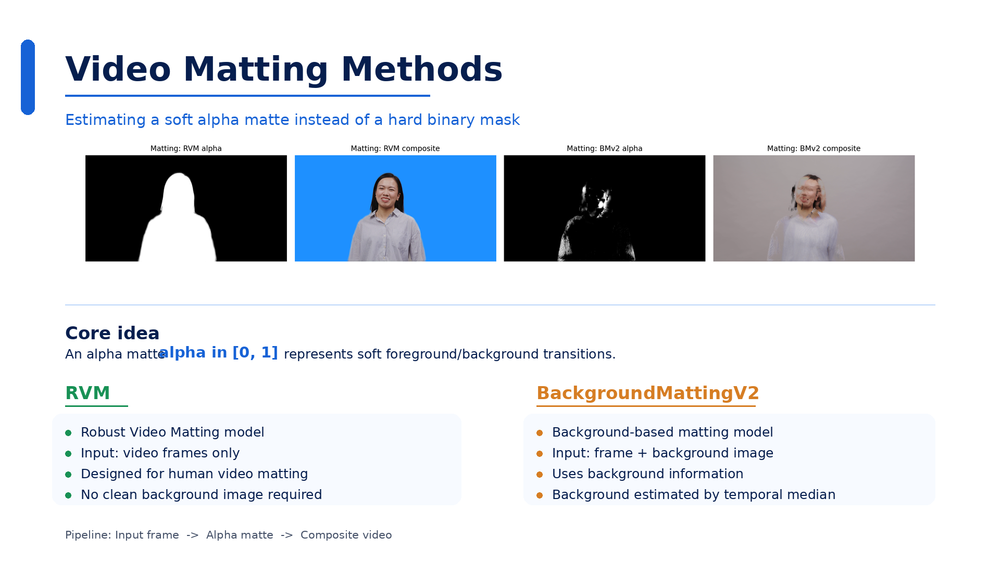 Video Matting Methods
Estimating a soft alpha matte instead of a hard binary mask
Matting: RVM alpha
Matting: RVM composite
Matting: BMv2 alpha
Matting: BMv2 composite
Core idea
An alpha matte alpha in [0, 1] represents soft foreground/background transitions.
RVM
Robust Video Matting model
Input: video frames only
Designed for human video matting
No clean background image required
BackgroundMattingV2
Background-based matting model
Input: frame + background image
Uses background information
Background estimated by temporal median
Pipeline: Input frame -> Alpha matte -> Composite video